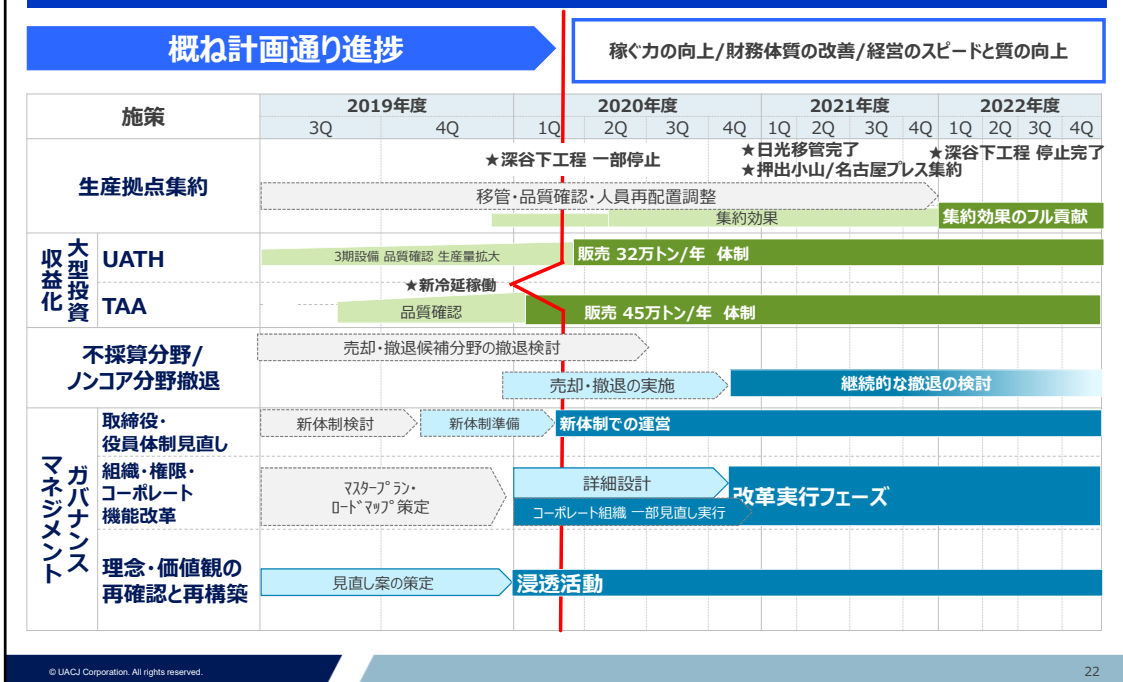 概ね計画通り進捗
稼ぐ力の向上/財務体質の改善/経営のスピードと質の向上
施策
2019年度 2020年度 2021年度 2022年度
3Q 4Q 1Q 2Q 3Q 4Q 1Q 2Q 3Q 4Q 1Q 2Q 3Q 4Q
生産拠点集約
★深谷下工程 一部停止
★日光移管完了
★押出小山/名古屋プレス集約
★深谷下工程 停止完了
移管・品質確認・人員再配置調整
集約効果
集約効果のフル貢献
大型投資
収益化
UATH
3期設備 品質確認 生産量拡大
販売 32万トン/年 体制
TAA
★新冷延稼働
品質確認
販売 45万トン/年 体制
不採算分野/
ノンコア分野撤退
売却・撤退候補分野の撤退検討
売却・撤退の実施
継続的な撤退の検討
ガバナンス
マネジメント
取締役・
役員体制見直し
新体制検討
新体制準備
新体制での運営
組織・権限・
コーポレート
機能改革
ﾏｽﾀｰﾌﾟﾗﾝ・
ﾛｰﾄﾞﾏｯﾌﾟ策定
詳細設計
コーポレート組織 一部見直し実行
改革実行フェーズ
理念・価値観の
再確認と再構築
見直し案の策定
浸透活動
© UACJ Corporation. All rights reserved.
22